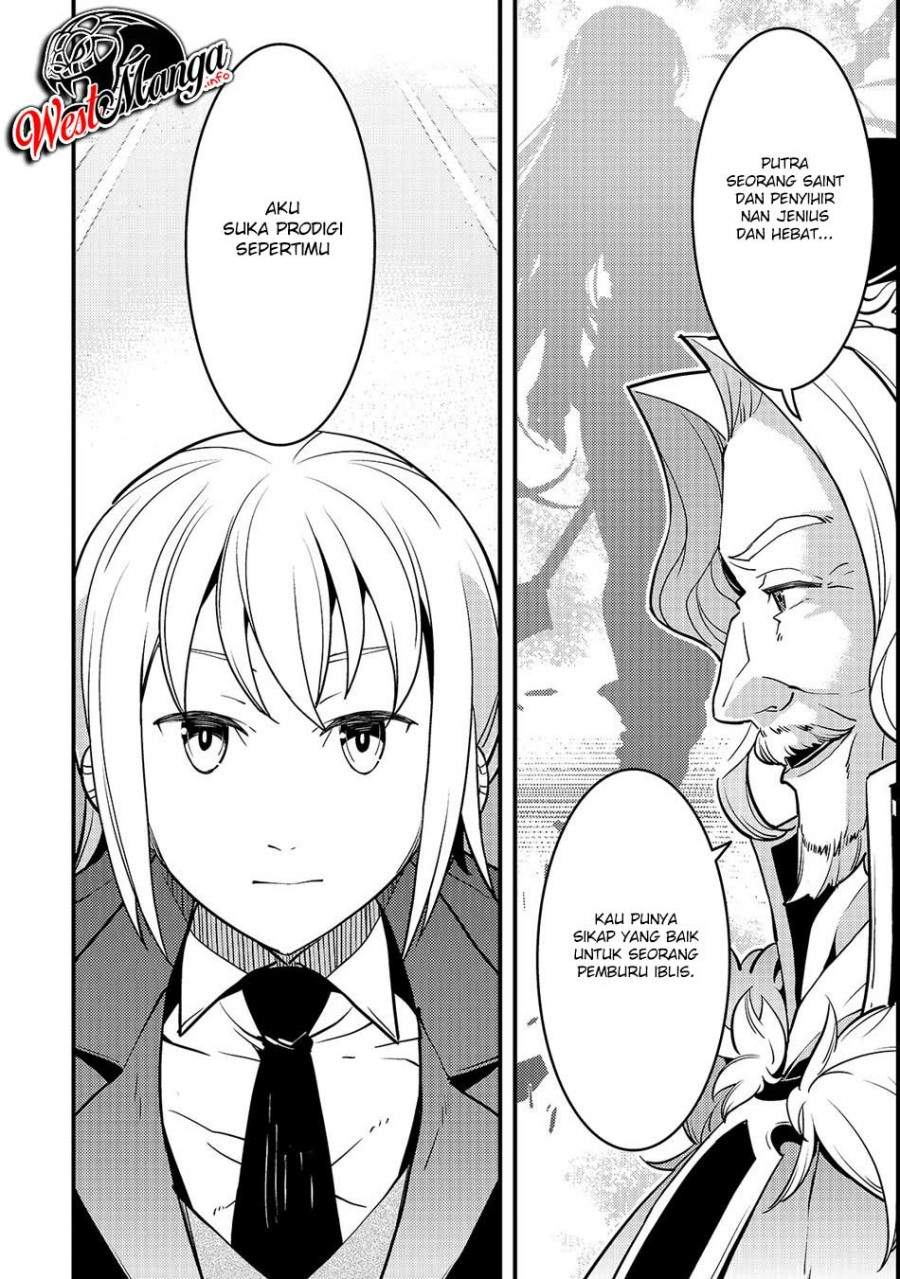 WestManga
.info
PUTRA
SEORANG SAINT
DAN PENYIHIR
NAN JENIUS
DAN HEBAT...
KAU PUNYA
SIKAP YANG BAIK
UNTUK SEORANG
PEMBURU IBLIS.
AKU
SUKA PRODIGI
SEPERTIMU